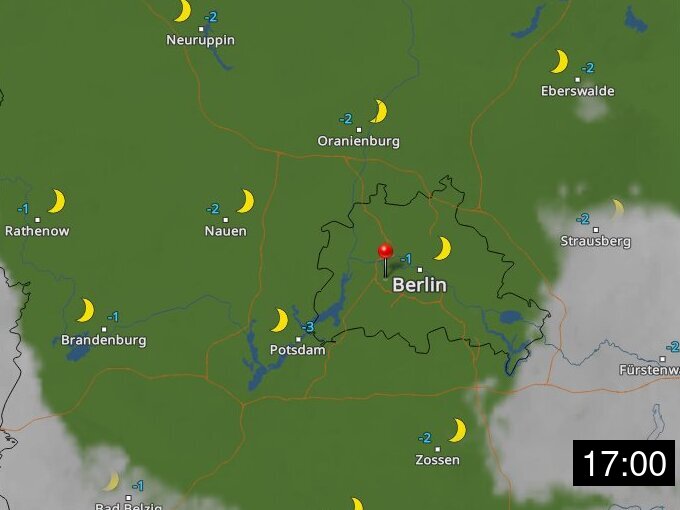 -2
Neuruppin
-2
Eberswalde
-2
Oranienburg
-1
Rathenow
-2
Nauen
-2
Strausberg
-1
Berlin
-1
Brandenburg
-3
Potsdam
-2
Fürstenwa
-2
Zossen
17:00
-1
Bad Belzig